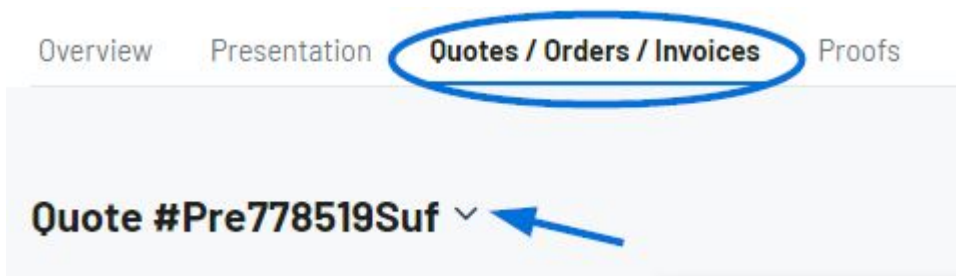 Overview Presentation Quotes / Orders / Invoices Proofs
Quote #Pre778519Suf